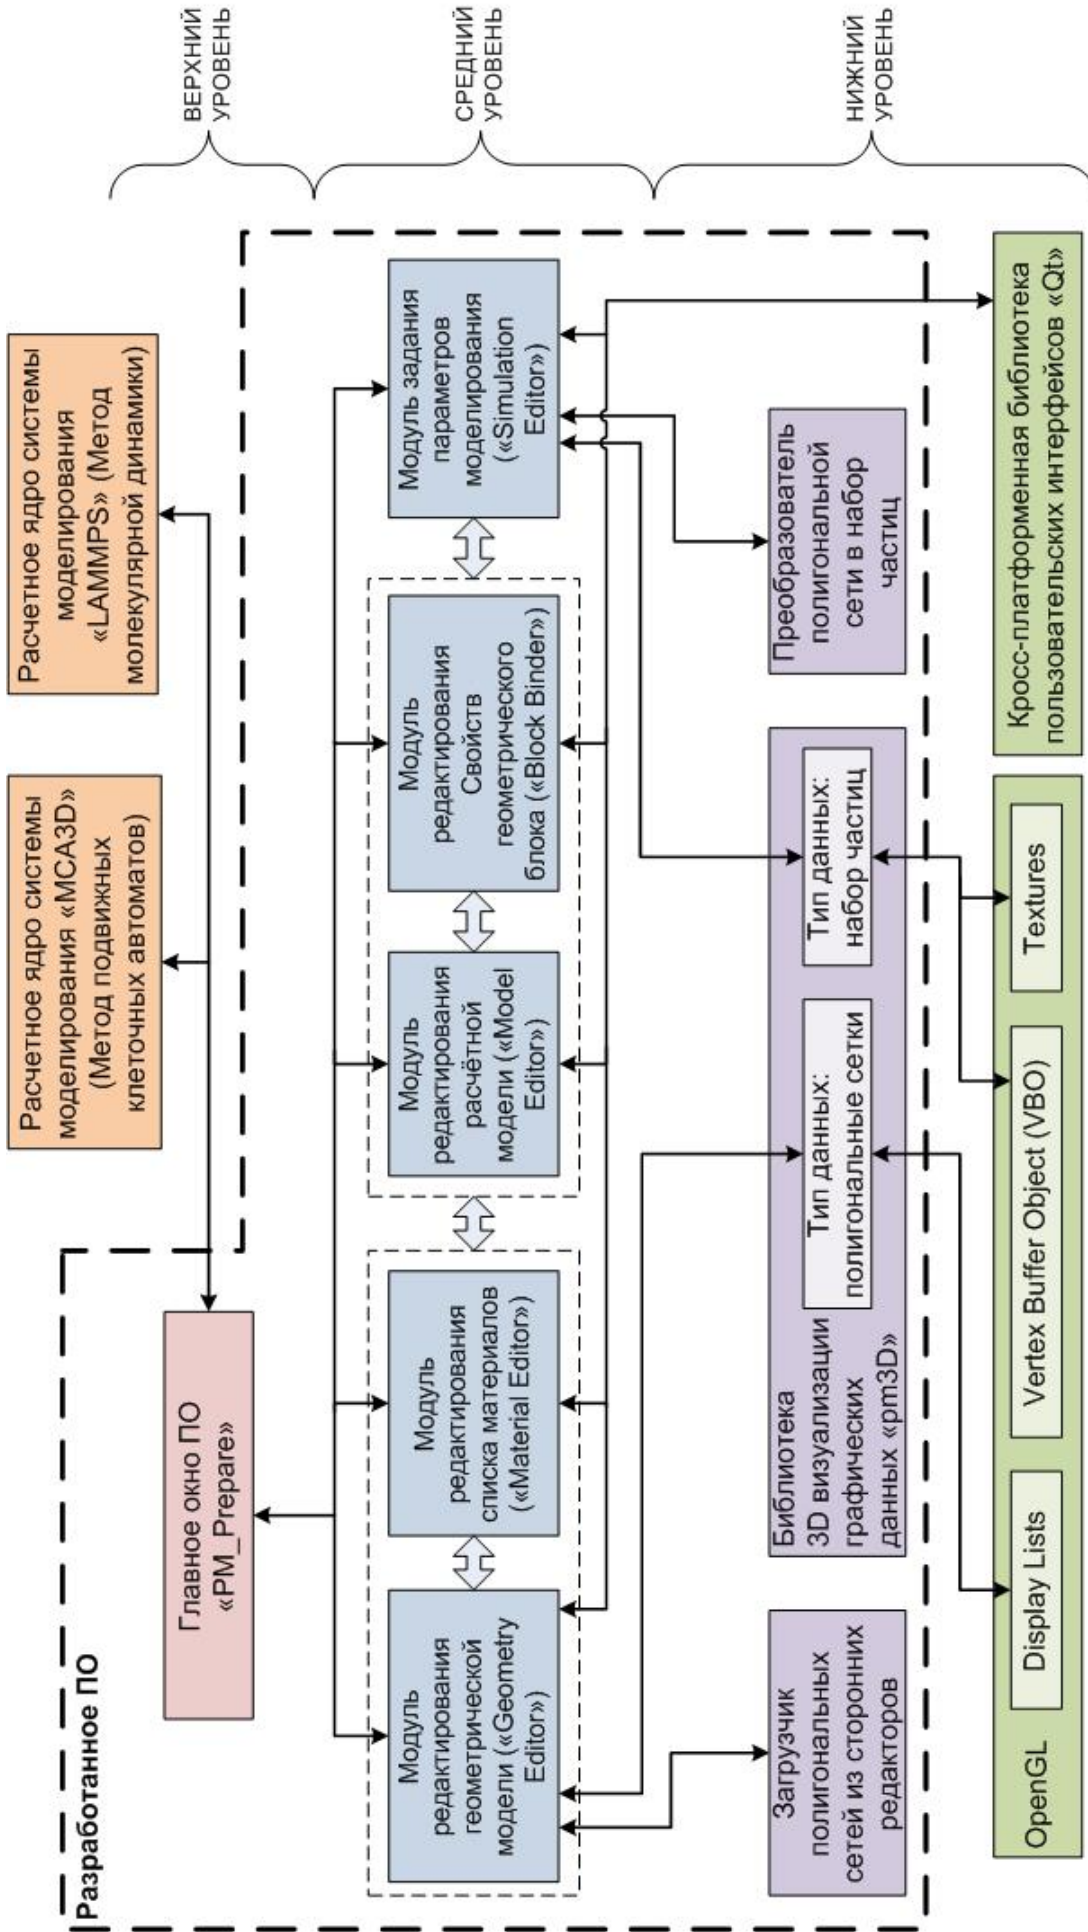 Разработанное ПО
Главное окно ПО
«PM_Prepare»
Расчетное ядро системы
моделирования «MCA3D»
(Метод подвижных
клеточных автоматов)
Расчетное ядро системы
моделирования
«LAMMPS» (Метод
молекулярной динамики)
ВЕРХНИЙ
УРОВЕНЬ
Модуль
редактирования
геометрической
модели («Geometry
Editor»)
Модуль
редактирования
списка материалов
(«Material Editor»)
Модуль
редактирования
расчётной
модели («Model
Editor»)
Модуль
редактирования
Свойств
геометрического
блока («Block Binder»)
Модуль задания
параметров
моделирования
(«Simulation
Editor»)
СРЕДНИЙ
УРОВЕНЬ
Загрузчик
полигональных
сетей из сторонних
редакторов
Библиотека
3D визуализации
графических
данных «pm3D»
Тип данных:
полигональные сетки
Тип данных:
набор частиц
Преобразователь
полигональной
сети в набор
частиц
OpenGL
Display Lists
Vertex Buffer Object (VBO)
Textures
Кросс-платформенная библиотека
пользовательских интерфейсов «Qt»
НИЖНИЙ
УРОВЕНЬ